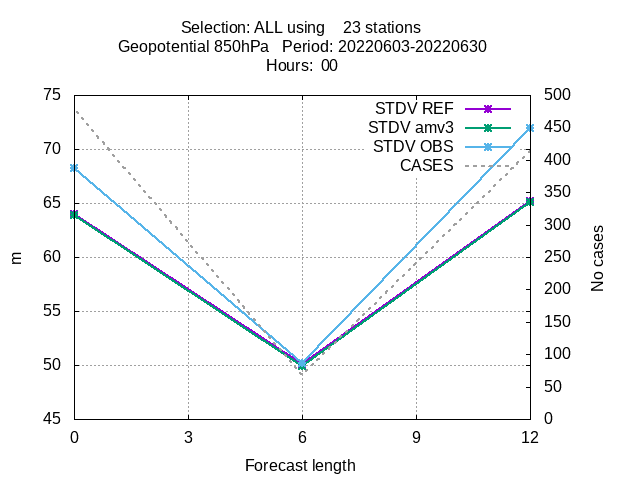 Selection: ALL using    23 stations
Geopotential 850hPa   Period: 20220603-20220630
Hours:  00
75
70
65
60
55
50
45
500
450
400
350
300
250
200
150
100
50
0
STDV REF
STDV amv3
STDV OBS
CASES
m
No cases
0 3 6 9 12
Forecast length